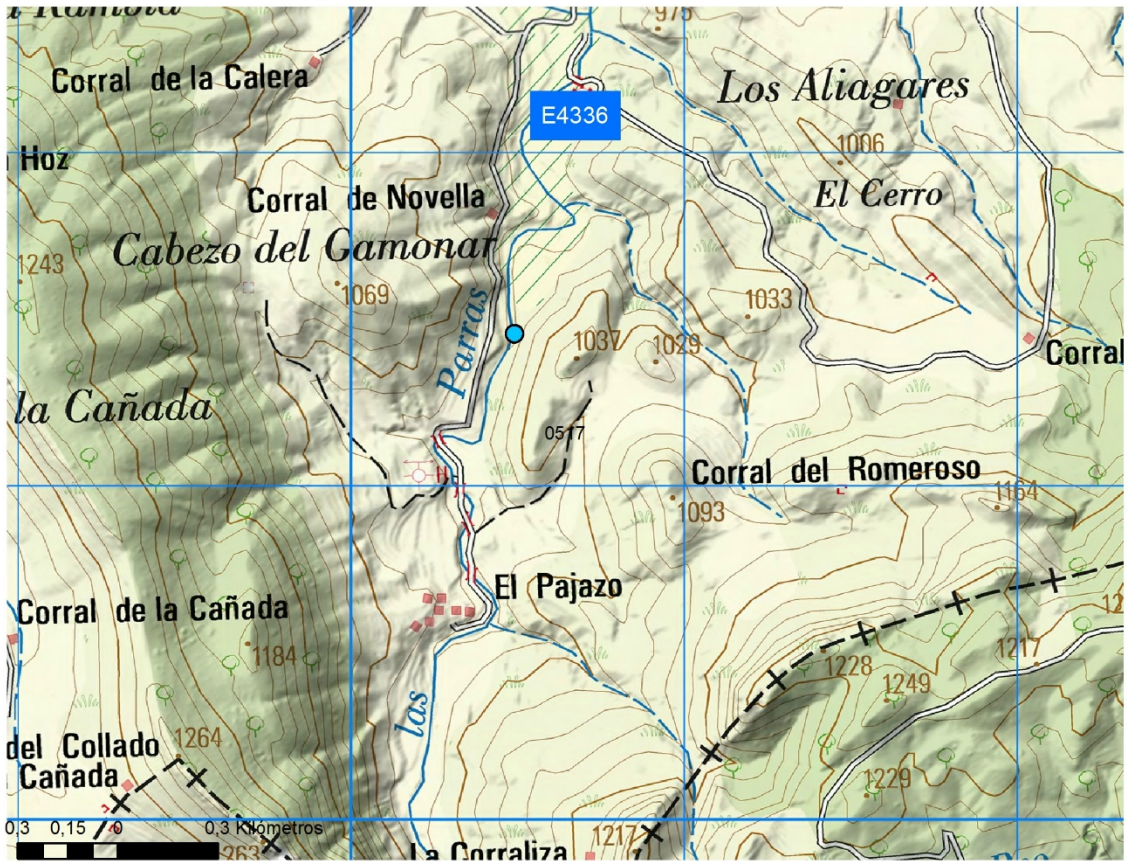 975
Corral de la Calera
Los Aliagares
E4336
1006
Hoz
Corral de Novella
El Cerro
Cabezo del Gamonar
1243
1069
1033
Parras
1037
1029
Corral
la Cañada
0517
Corral del Romeroso
1164
1093
El Pajazo
Corral de la Cañada
1184
1217
1228
1249
las
del Collado
1264
Cañada
1229
0,3 0,15 0 0,3 Kilómetros
1217
263
La Corraliza